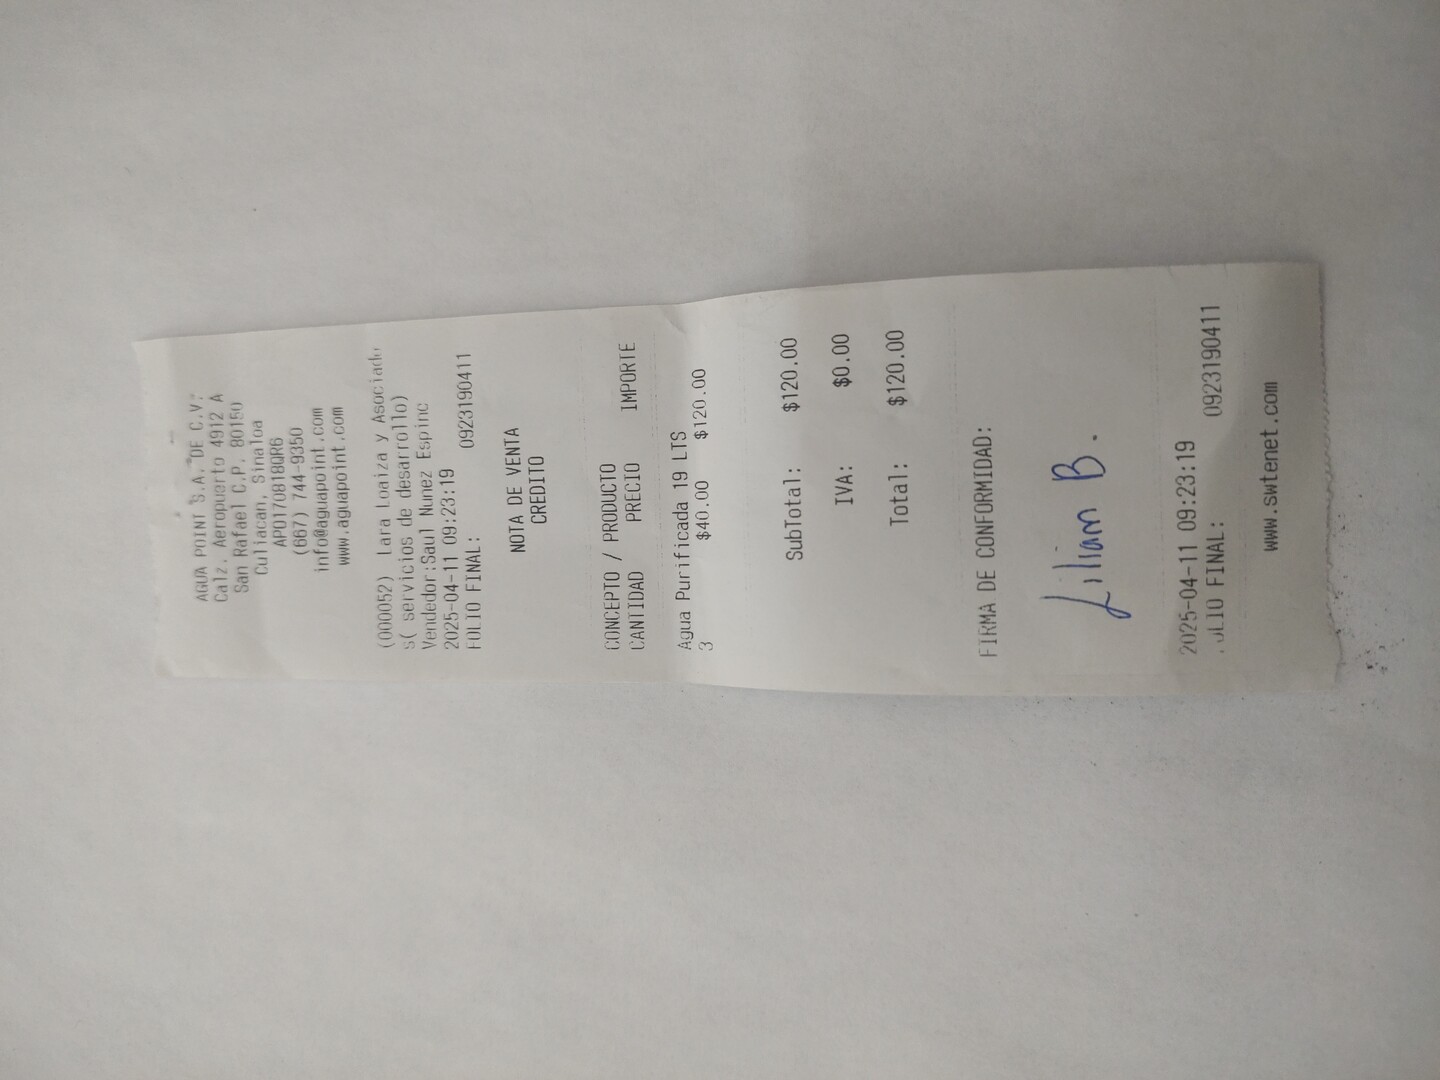 AGUA POINT S.A. DE C.V.
Calz. Aeropuerto 4912 A
San Rafael C.P. 80150
Culiacan, Sinaloa
APO170818QR6
(667) 744-9350
info@aguapoint.com
www.aguapoint.com
(000052) Lara Loaiza y Asociado
s( servicios de desarrollo)
Vendedor:Saul Nunez Espinc
2025-04-11 09:23:19
FOLIO FINAL: 0923190411
NOTA DE VENTA
CREDITO
CONCEPTO / PRODUCTO
CANTIDAD PRECIO IMPORTE
Agua Purificada 19 LTS
3 $40.00 $120.00
SubTotal: $120.00
IVA: $0.00
Total: $120.00
FIRMA DE CONFORMIDAD:
Liliam B.
2025-04-11 09:23:19
OLIO FINAL: 0923190411
www.swtenet.com